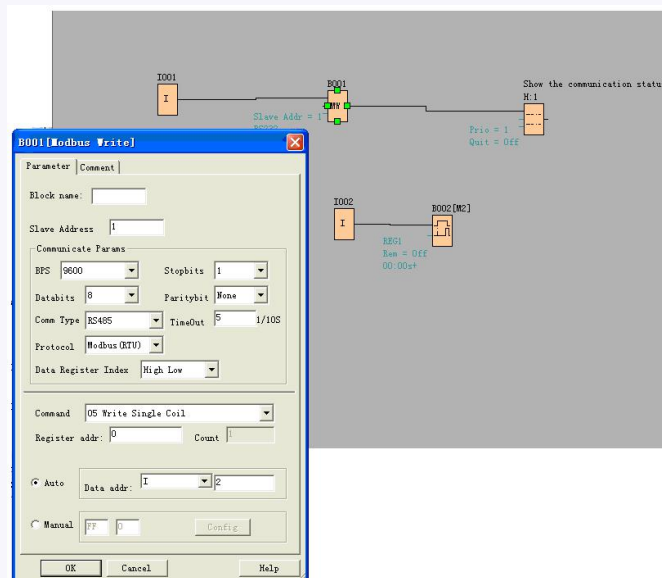 I001
I
B001
MW
Slave Addr = 1
RS232
Show the communication statu
H:1
Prio = 1
Quit = Off
I002
I
B002[M2]
REG1
Rem = Off
00:00s+
B001[Modbus Write]
Parameter
Comment
Block name:
Slave Address 1
Communicate Params
BPS 9600 Stopbits 1
Databits 8 Paritybit None
Comm Type RS485 TimeOut 5 1/10S
Protocol Modbus(RTU)
Data Register Index High Low
Command 05 Write Single Coil
Register addr: 0 Count 1
Auto Data addr: I 2
Manual FF 0 Config
OK Cancel Help